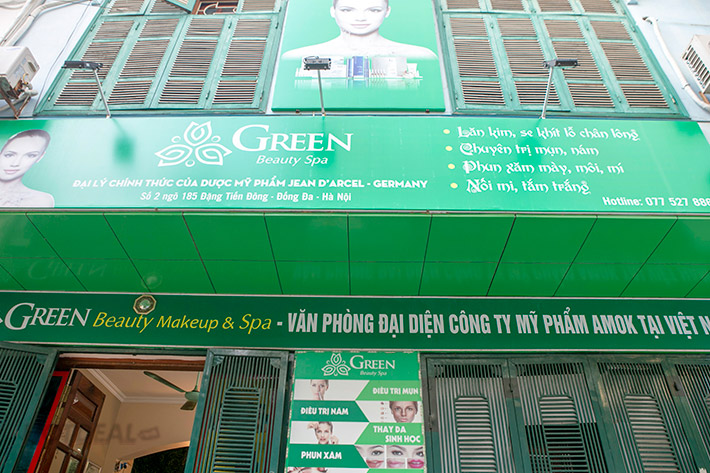 GREEN
Beauty Spa
ĐẠI LÝ CHÍNH THỨC CỦA DƯỢC MỸ PHẨM JEAN D'ARCEL - GERMANY
Số 2 ngõ 185 Đặng Tiến Đông - Đống Đa - Hà Nội
• Lăn kim, se khít lỗ chân lông
• Chuyên trị mụn, nám
• Phun xăm mày, môi, mí
• Nối mi, tắm trắng
Hotline: 077 527 888
GREEN Beauty Makeup & Spa - VĂN PHÒNG ĐẠI DIỆN CÔNG TY MỸ PHẨM AMOK TẠI VIỆT N
GREEN
Beauty Spa
ĐIỀU TRỊ MỤN
ĐIỀU TRỊ NÁM
THAY DA
SINH HỌC
PHUN XĂM